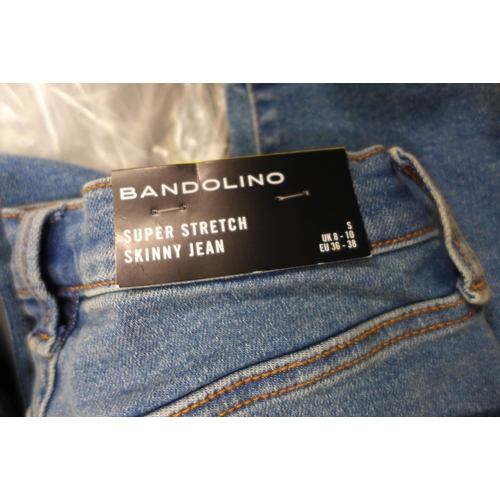 BANDOLINO
SUPER STRETCH
SKINNY JEAN
S
UK 8 - 10
EU 36 - 38